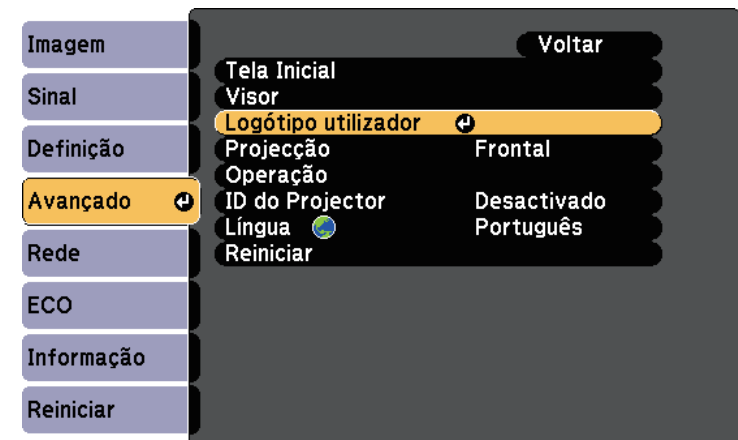 Imagem
Sinal
Definição
Avançado
Rede
ECO
Informação
Reiniciar
Voltar
Tela Inicial
Visor
Logótipo utilizador
Projecção Frontal
Operação
ID do Projector Desactivado
Língua Português
Reiniciar